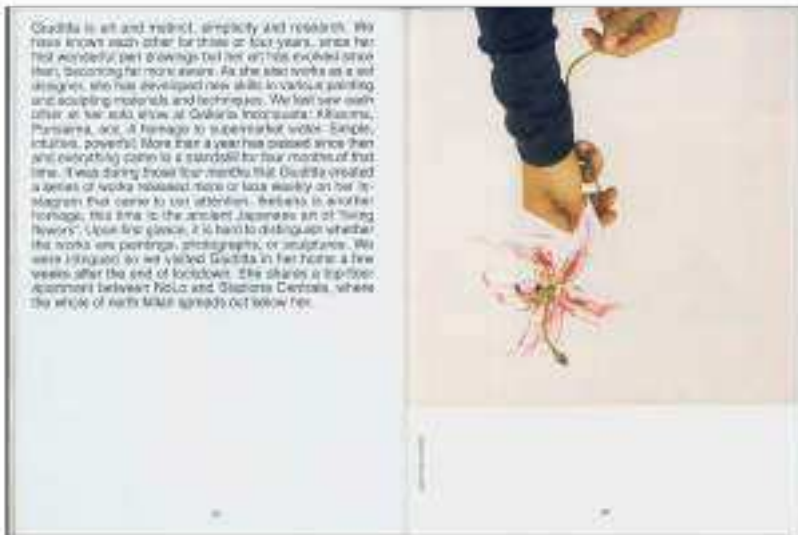 Giuditta is art and instinct, simplicity and research. We
have known each other for three or four years, since her
first wonderful pen drawings but her art has evolved since
then, becoming far more aware. As she also works as a set
designer, she has developed new skills in various painting
and sculpting materials and techniques. We last saw each
other at her solo show at Galleria Incorniciata:
ace. A homage to supermarket water. Simple,
intuitive, powerful. More than a year has passed since then
and everything came to a standstill for four months of that
time. It was during those four months that Giuditta created
a series of works released more or less weekly on her In-
stagram that came to our attention. Ikebana is another
homage, this time to the ancient Japanese art of "living
flowers". Upon first glance, it is hard to distinguish whether
the works are paintings, photographs, or sculptures. We
were intrigued so we visited Giuditta in her home a few
weeks after the end of lockdown. She shares a top-floor
apartment between NoLo and Stazione Centrale, where
the whole of north Milan spreads out below her.